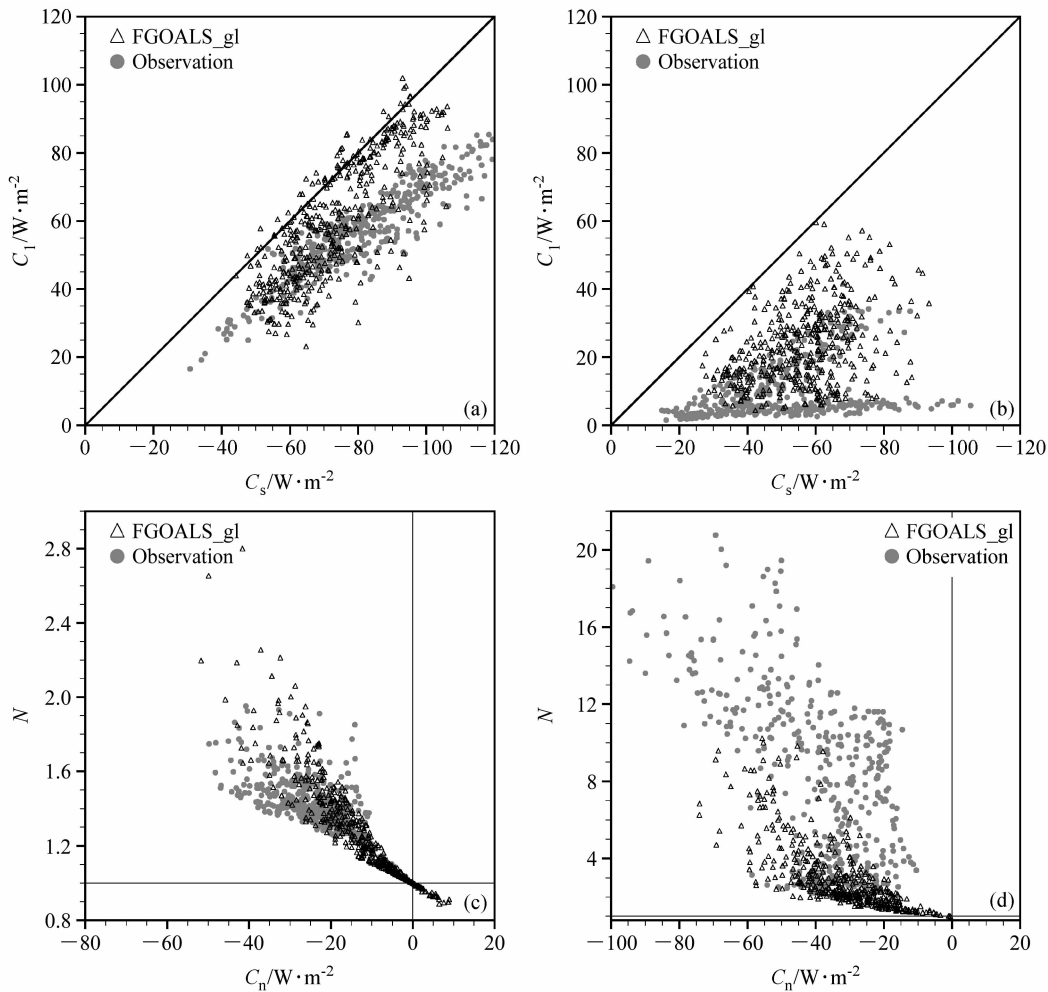 120
100
80
60
40
20
0
C₁/W·m⁻²
△ FGOALS_gl
● Observation
(a)
0 −20 −40 −60 −80 −100 −120
Cₛ/W·m⁻²
120
100
80
60
40
20
0
C₁/W·m⁻²
△ FGOALS_gl
● Observation
(b)
0 −20 −40 −60 −80 −100 −120
Cₛ/W·m⁻²
2.8
2.4
2.0
1.6
1.2
0.8
N
△ FGOALS_gl
● Observation
(c)
−80 −60 −40 −20 0 20
Cₙ/W·m⁻²
20
16
12
8
4
N
△ FGOALS_gl
● Observation
(d)
−100 −80 −60 −40 −20 0 20
Cₙ/W·m⁻²